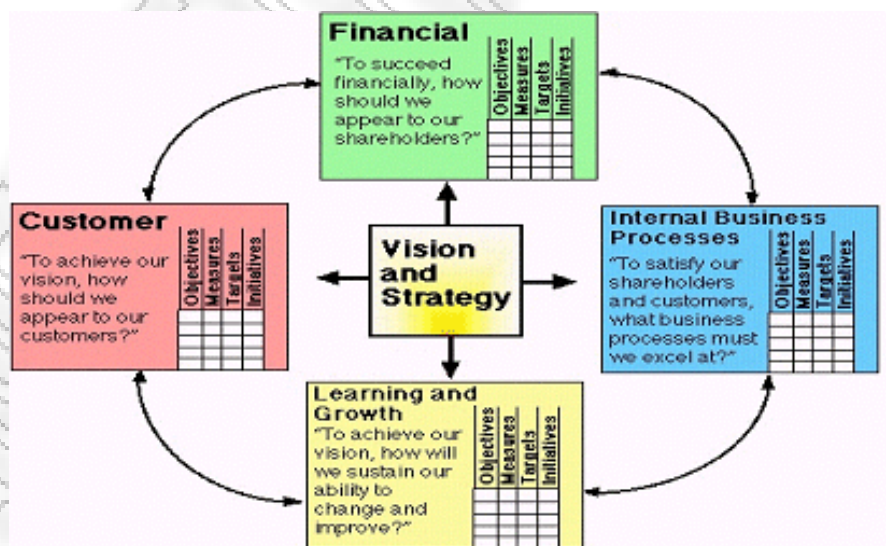 Financial
"To succeed
financially, how
should we
appear to our
shareholders?"
Objectives
Measures
Targets
Initiatives
Customer
"To achieve our
vision, how
should we
appear to our
customers?"
Objectives
Measures
Targets
Initiatives
Vision
and
Strategy
...
Internal Business
Processes
"To satisfy our
shareholders
and customers,
what business
processes must
we excel at?"
Objectives
Measures
Targets
Initiatives
Learning and
Growth
"To achieve our
vision, how will
we sustain our
ability to
change and
improve?"
Objectives
Measures
Targets
Initiatives